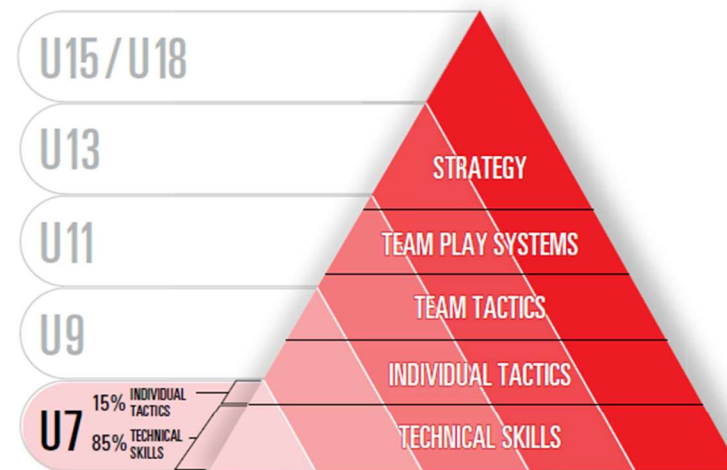 U15/U18
U13
STRATEGY
U11
TEAM PLAY SYSTEMS
TEAM TACTICS
U9
INDIVIDUAL TACTICS
U7
15% INDIVIDUAL
TACTICS
85% TECHNICAL
SKILLS
TECHNICAL SKILLS